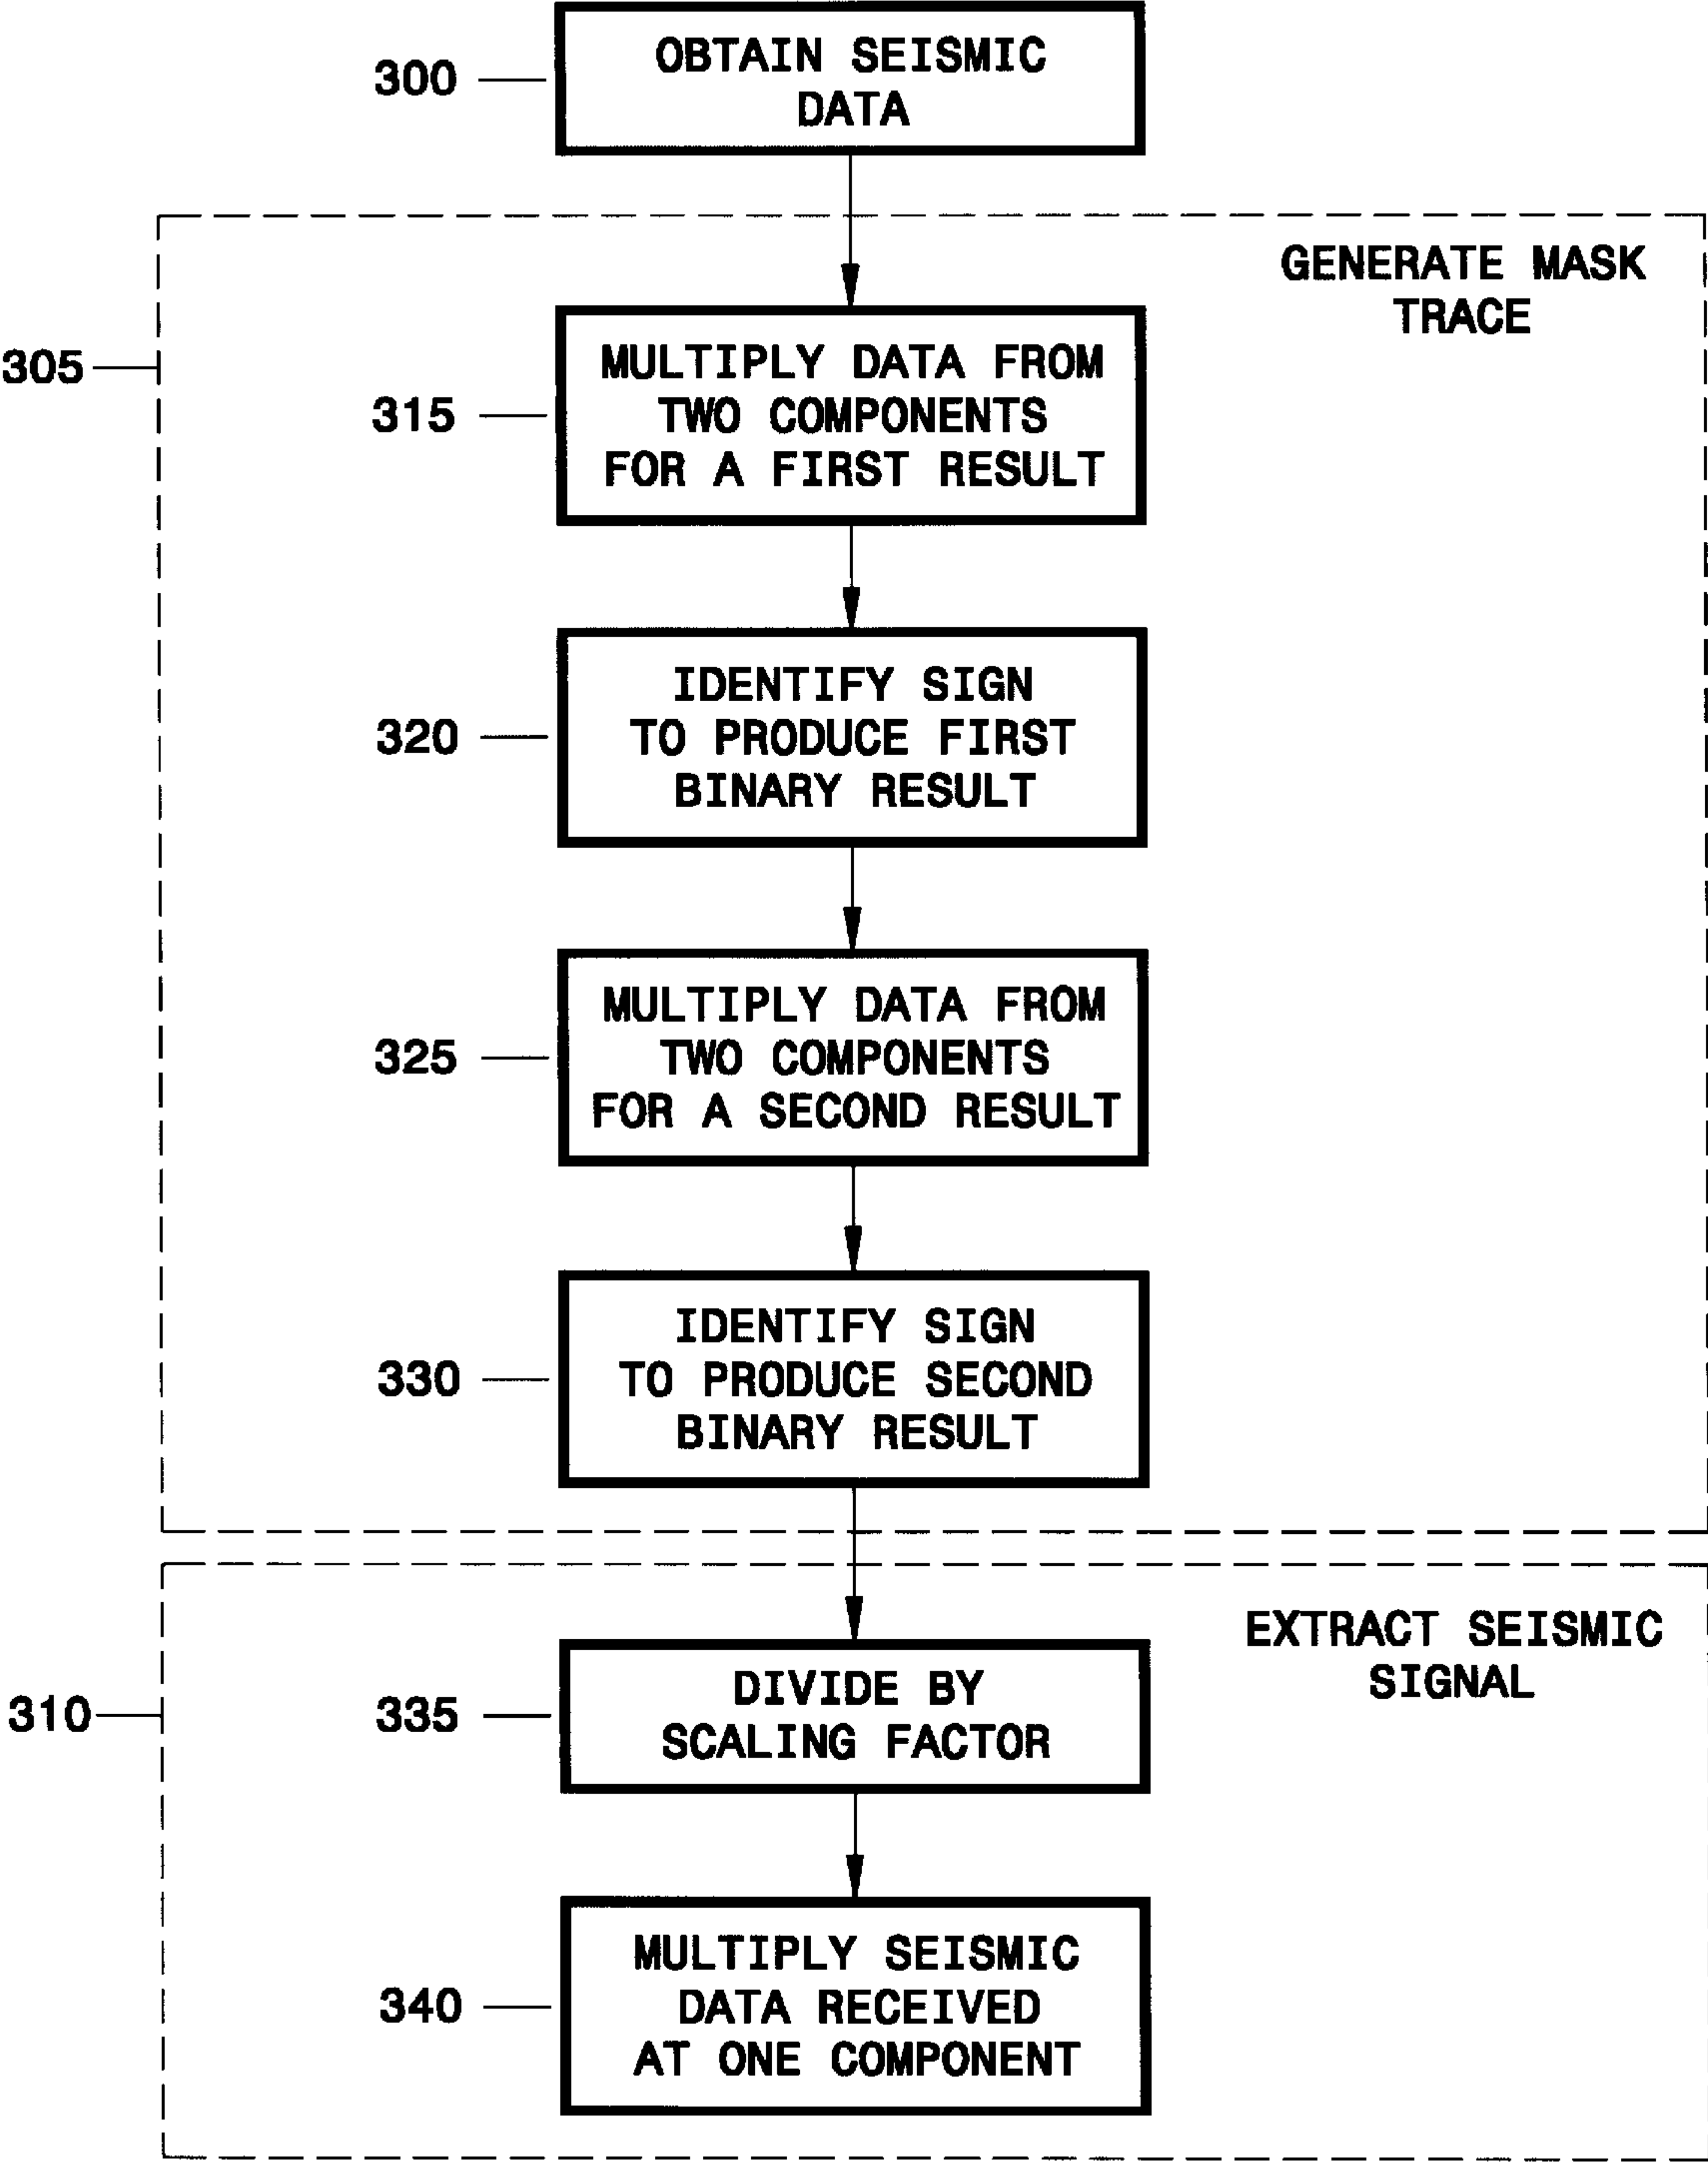 300
OBTAIN SEISMIC
DATA
GENERATE MASK
TRACE
305
315
MULTIPLY DATA FROM
TWO COMPONENTS
FOR A FIRST RESULT
320
IDENTIFY SIGN
TO PRODUCE FIRST
BINARY RESULT
325
MULTIPLY DATA FROM
TWO COMPONENTS
FOR A SECOND RESULT
330
IDENTIFY SIGN
TO PRODUCE SECOND
BINARY RESULT
EXTRACT SEISMIC
SIGNAL
310
335
DIVIDE BY
SCALING FACTOR
340
MULTIPLY SEISMIC
DATA RECEIVED
AT ONE COMPONENT